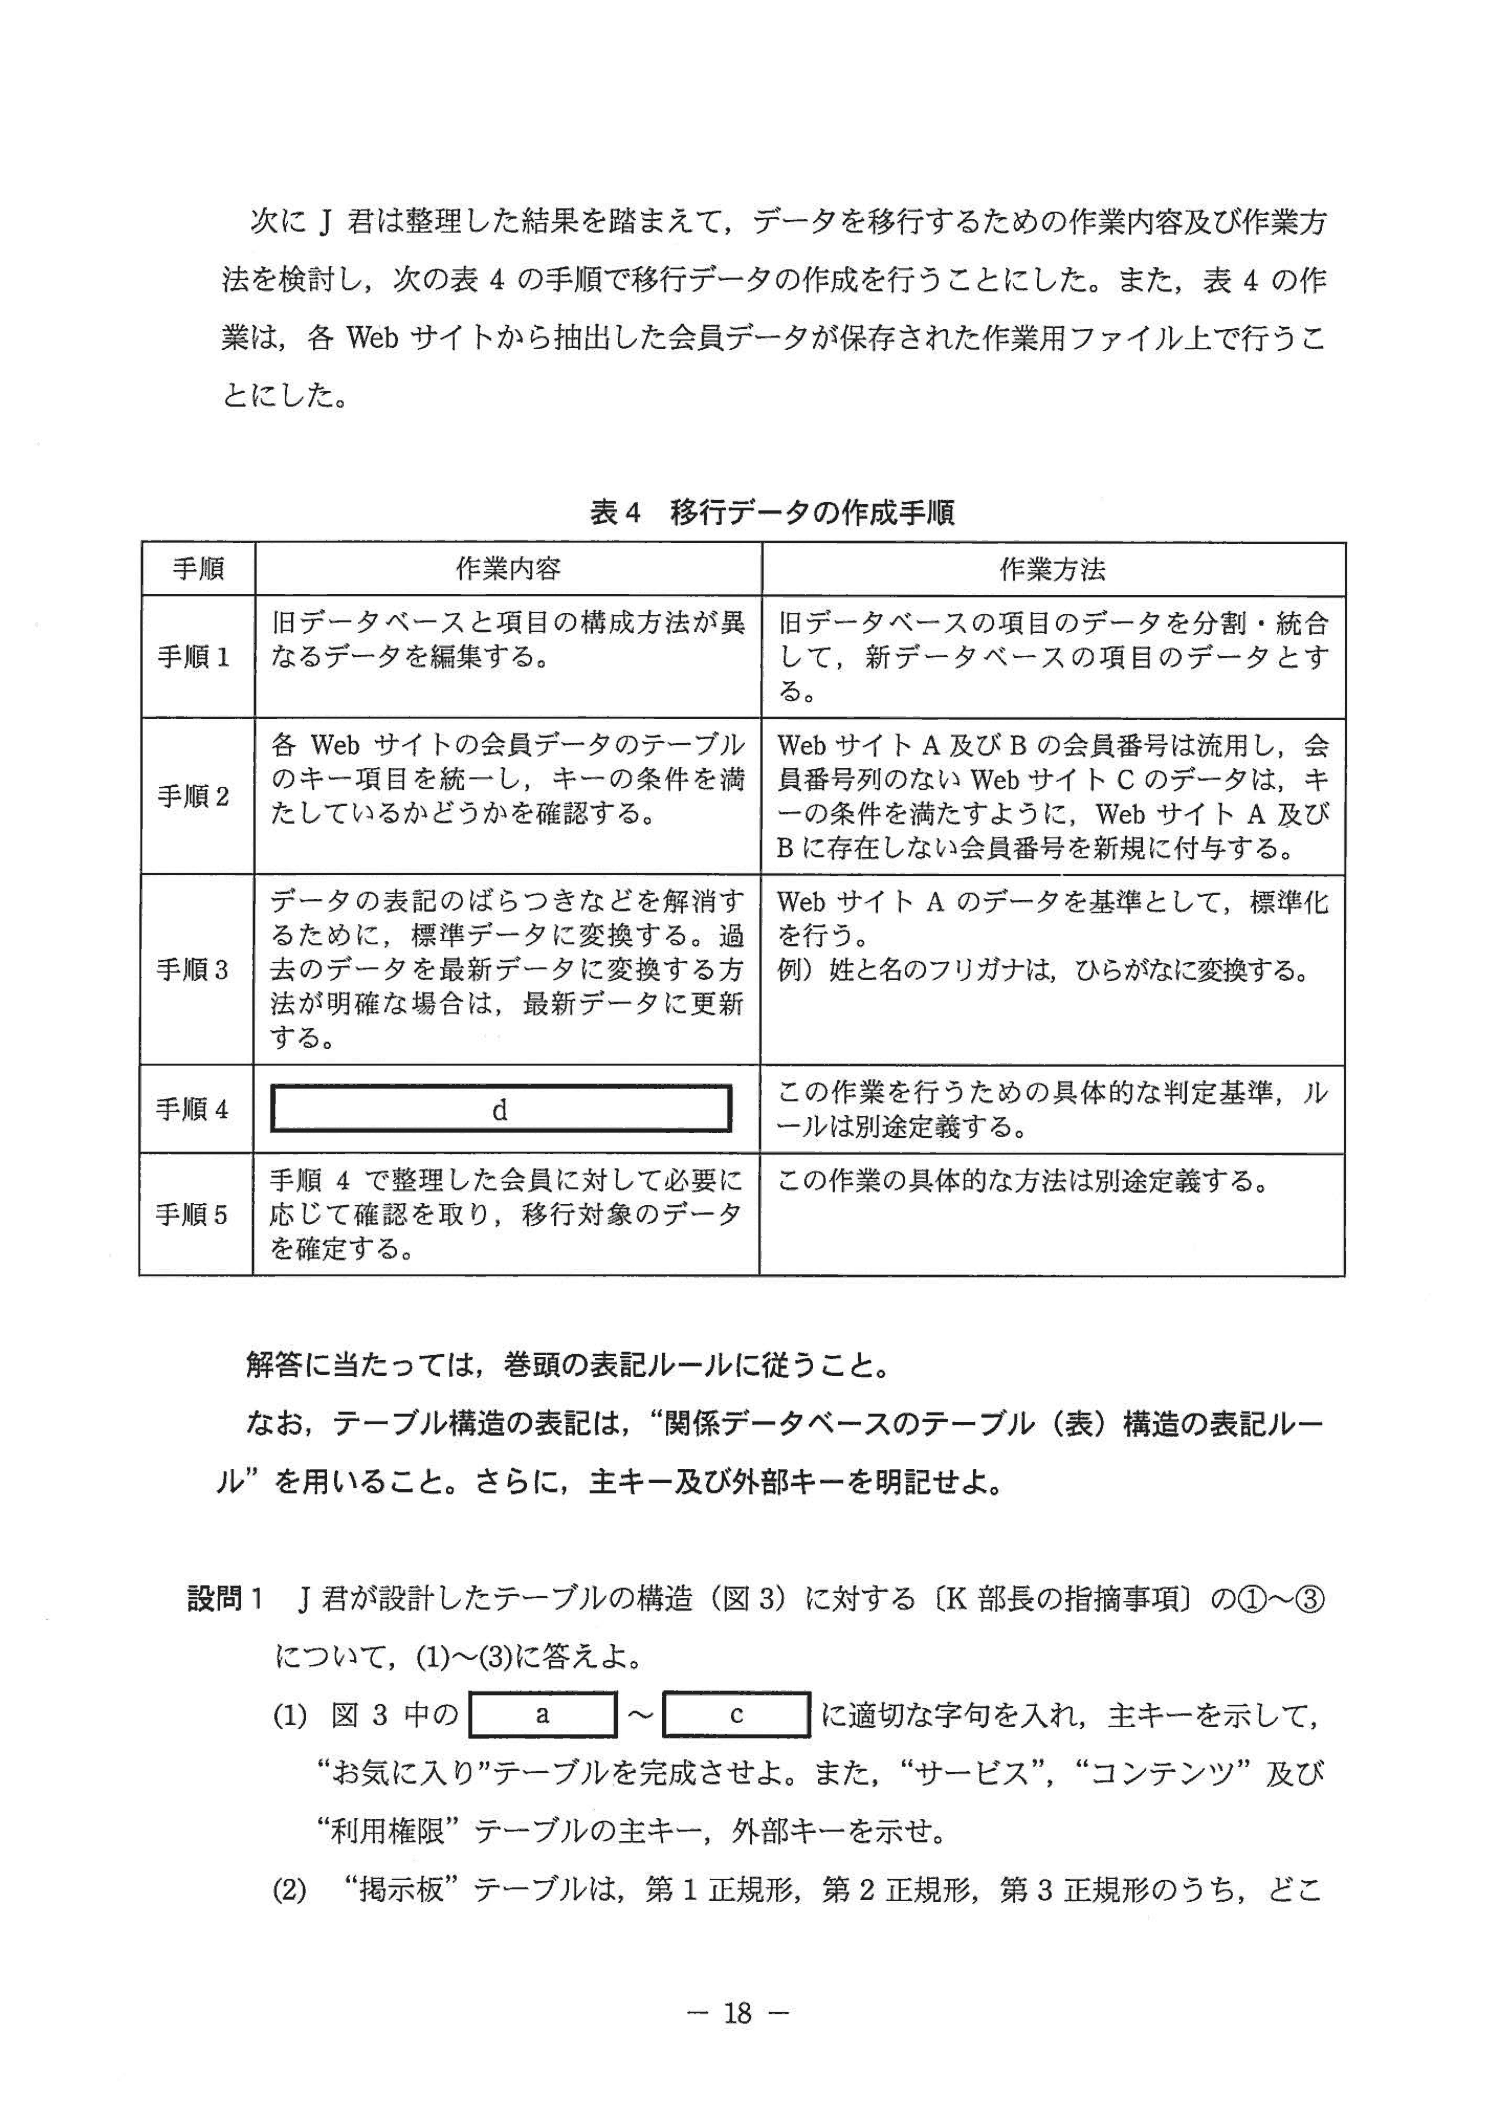 次に J 君は整理した結果を踏まえて，データを移行するための作業内容及び作業方
法を検討し，次の表 4 の手順で移行データの作成を行うことにした。また，表 4 の作
業は，各 Web サイトから抽出した会員データが保存された作業用ファイル上で行うこ
とにした。
表 4　移行データの作成手順
手順　作業内容　作業方法
手順 1
旧データベースと項目の構成方法が異
なるデータを編集する。
旧データベースの項目のデータを分割・統合
して，新データベースの項目のデータとす
る。
手順 2
各 Web サイトの会員データのテーブル
のキー項目を統一し，キーの条件を満
たしているかどうかを確認する。
Web サイト A 及び B の会員番号は流用し，会
員番号列のない Web サイト C のデータは，キ
ーの条件を満たすように，Web サイト A 及び
B に存在しない会員番号を新規に付与する。
手順 3
データの表記のばらつきなどを解消す
るために，標準データに変換する。過
去のデータを最新データに変換する方
法が明確な場合は，最新データに更新
する。
Web サイト A のデータを基準として，標準化
を行う。
例）姓と名のフリガナは，ひらがなに変換する。
手順 4
d
この作業を行うための具体的な判定基準，ル
ールは別途定義する。
手順 5
手順 4 で整理した会員に対して必要に
応じて確認を取り，移行対象のデータ
を確定する。
この作業の具体的な方法は別途定義する。
解答に当たっては，巻頭の表記ルールに従うこと。
なお，テーブル構造の表記は，“関係データベースのテーブル（表）構造の表記ルー
ル” を用いること。さらに，主キー及び外部キーを明記せよ。
設問 1　J 君が設計したテーブルの構造（図 3）に対する〔K 部長の指摘事項〕の①～③
について，(1)～(3)に答えよ。
(1) 図 3 中の a ～ c に適切な字句を入れ，主キーを示して，
“お気に入り”テーブルを完成させよ。また，“サービス”，“コンテンツ” 及び
“利用権限” テーブルの主キー，外部キーを示せ。
(2) “掲示板” テーブルは，第 1 正規形，第 2 正規形，第 3 正規形のうち，どこ
－ 18 －